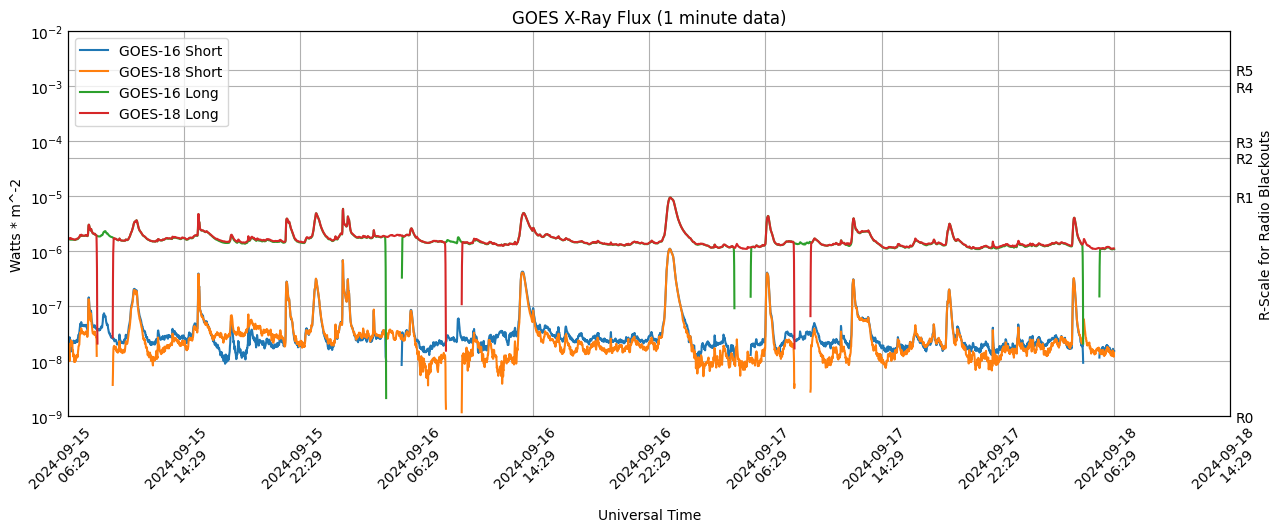 GOES X-Ray Flux (1 minute data)
GOES-16 Short
GOES-18 Short
GOES-16 Long
GOES-18 Long
Watts * m^-2
10^-2
10^-3
10^-4
10^-5
10^-6
10^-7
10^-8
10^-9
R5
R4
R3
R2
R1
R0
R-Scale for Radio Blackouts
2024-09-15
06:29
2024-09-15
14:29
2024-09-15
22:29
2024-09-16
06:29
2024-09-16
14:29
2024-09-16
22:29
2024-09-17
06:29
2024-09-17
14:29
2024-09-17
22:29
2024-09-18
06:29
2024-09-18
14:29
Universal Time